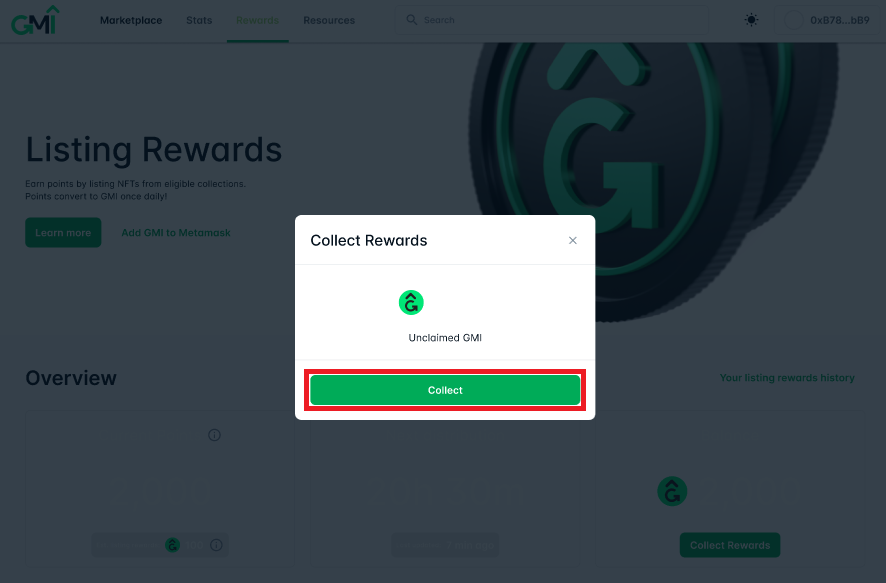 GMI
Marketplace Stats Rewards Resources Search 0xB78...bB9
Listing Rewards
Earn points by listing NFTs from eligible collections.
Points convert to GMI once daily!
Learn more Add GMI to Metamask
Collect Rewards
Unclaimed GMI
Collect
Overview Your listing rewards history
Collect Rewards